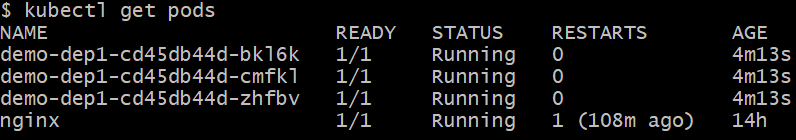 $ kubectl get pods
NAME READY STATUS RESTARTS AGE
demo-dep1-cd45db44d-bkl6k 1/1 Running 0 4m13s
demo-dep1-cd45db44d-cmfkl 1/1 Running 0 4m13s
demo-dep1-cd45db44d-zhfbv 1/1 Running 0 4m13s
nginx 1/1 Running 1 (108m ago) 14h